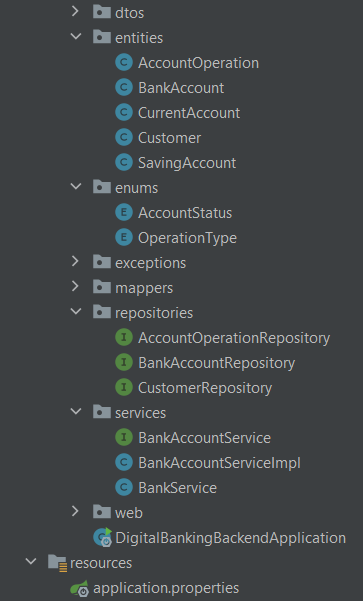 dtos
entities
AccountOperation
BankAccount
CurrentAccount
Customer
SavingAccount
enums
AccountStatus
OperationType
exceptions
mappers
repositories
AccountOperationRepository
BankAccountRepository
CustomerRepository
services
BankAccountService
BankAccountServiceImpl
BankService
web
DigitalBankingBackendApplication
resources
application.properties